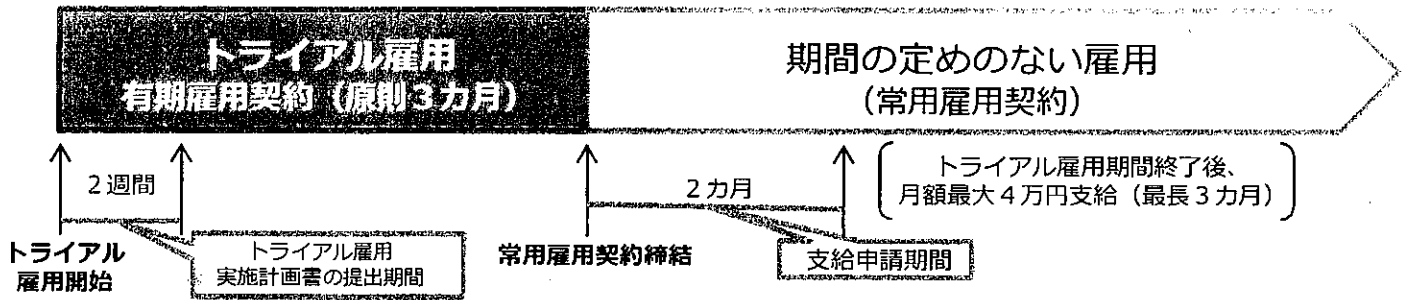 トライアル雇用
有期雇用契約（原則３カ月）
期間の定めのない雇用
（常用雇用契約）
２週間
２カ月
トライアル雇用期間終了後、
月額最大４万円支給（最長３カ月）
トライアル
雇用開始
トライアル雇用
実施計画書の提出期間
常用雇用契約締結
支給申請期間